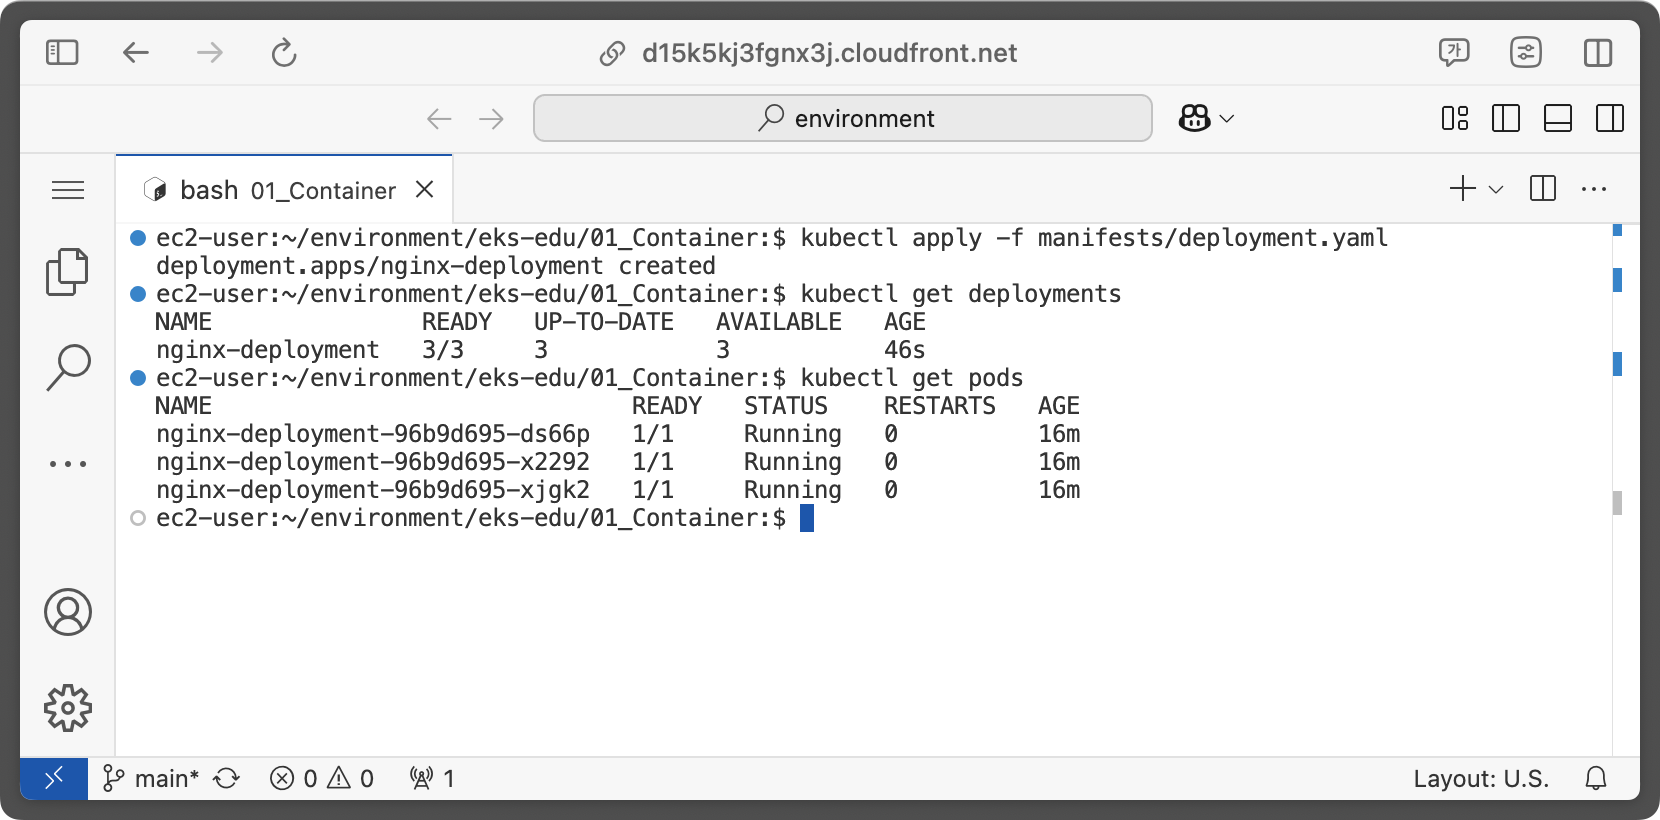 d15k5kj3fgnx3j.cloudfront.net
가
environment
bash 01_Container
ec2-user:~/environment/eks-edu/01_Container:$ kubectl apply -f manifests/deployment.yaml
deployment.apps/nginx-deployment created
ec2-user:~/environment/eks-edu/01_Container:$ kubectl get deployments
NAME READY UP-TO-DATE AVAILABLE AGE
nginx-deployment 3/3 3 3 46s
ec2-user:~/environment/eks-edu/01_Container:$ kubectl get pods
NAME READY STATUS RESTARTS AGE
nginx-deployment-96b9d695-ds66p 1/1 Running 0 16m
nginx-deployment-96b9d695-x2292 1/1 Running 0 16m
nginx-deployment-96b9d695-xjgk2 1/1 Running 0 16m
ec2-user:~/environment/eks-edu/01_Container:$
main* 0 0 1 Layout: U.S.